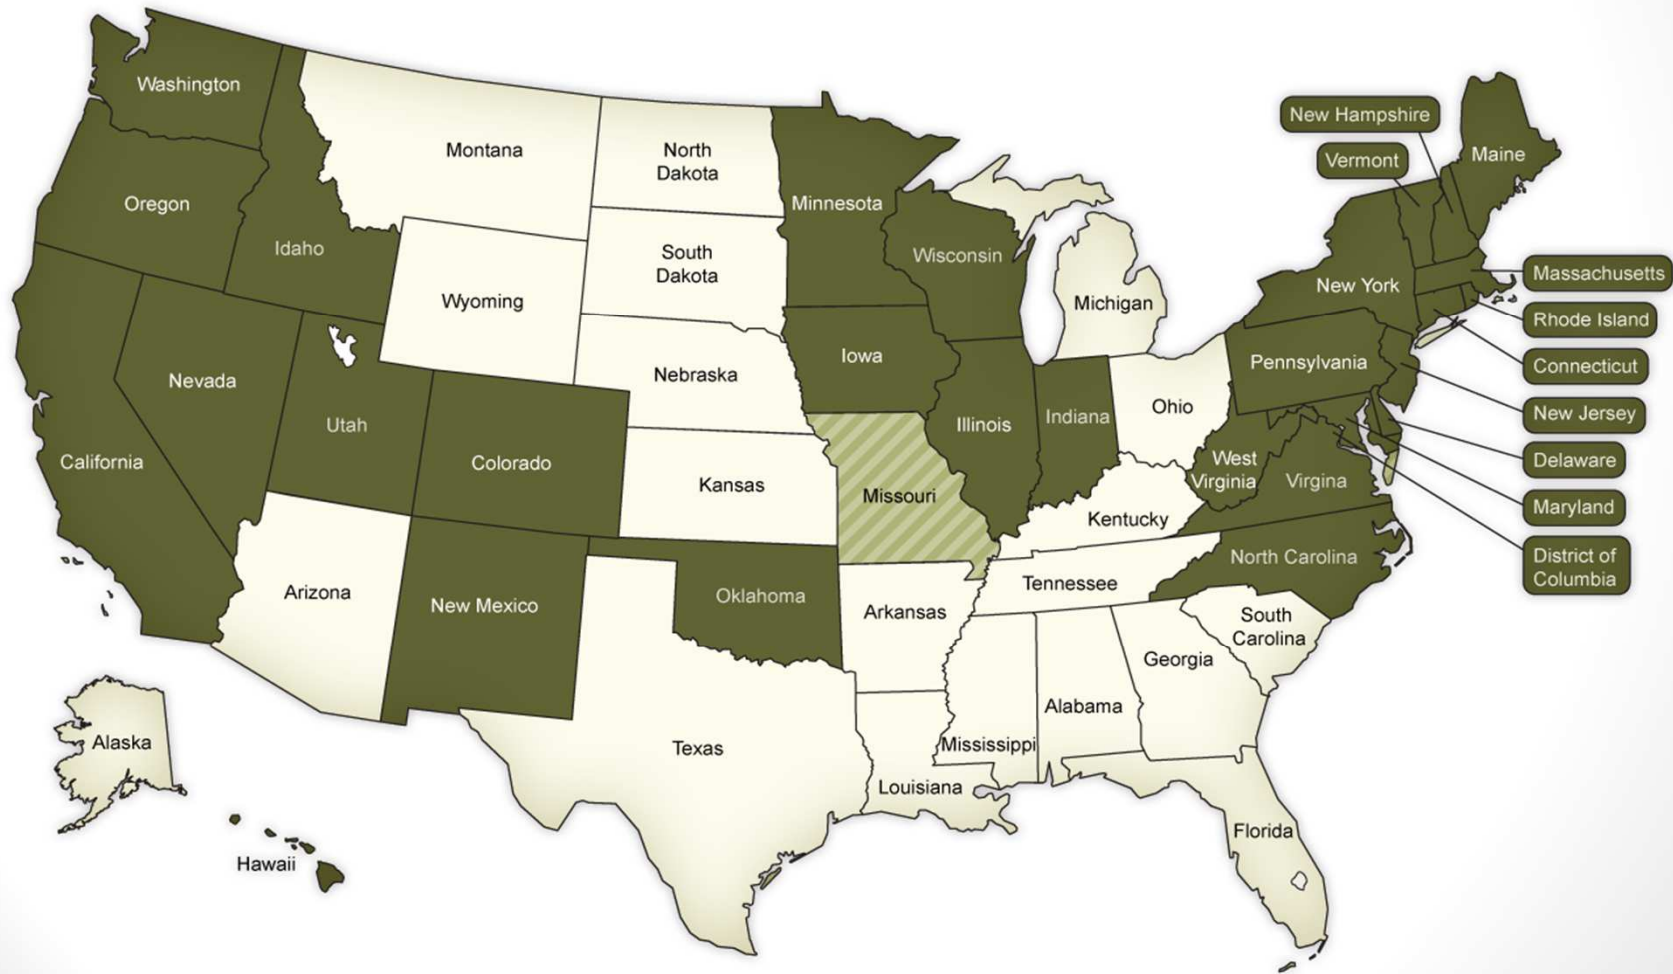 Washington
Oregon
Idaho
Montana
North
Dakota
South
Dakota
Wyoming
Nebraska
Minnesota
Wisconsin
Michigan
Iowa
Nevada
Utah
California
Colorado
Kansas
Missouri
Illinois
Indiana
Ohio
Kentucky
West
Virginia
Virgina
Pennsylvania
New York
Maine
New Hampshire
Vermont
Massachusetts
Rhode Island
Connecticut
New Jersey
Delaware
Maryland
District of
Columbia
North Carolina
Tennessee
South
Carolina
Arizona
New Mexico
Oklahoma
Arkansas
Georgia
Alabama
Mississippi
Louisiana
Texas
Florida
Alaska
Hawaii